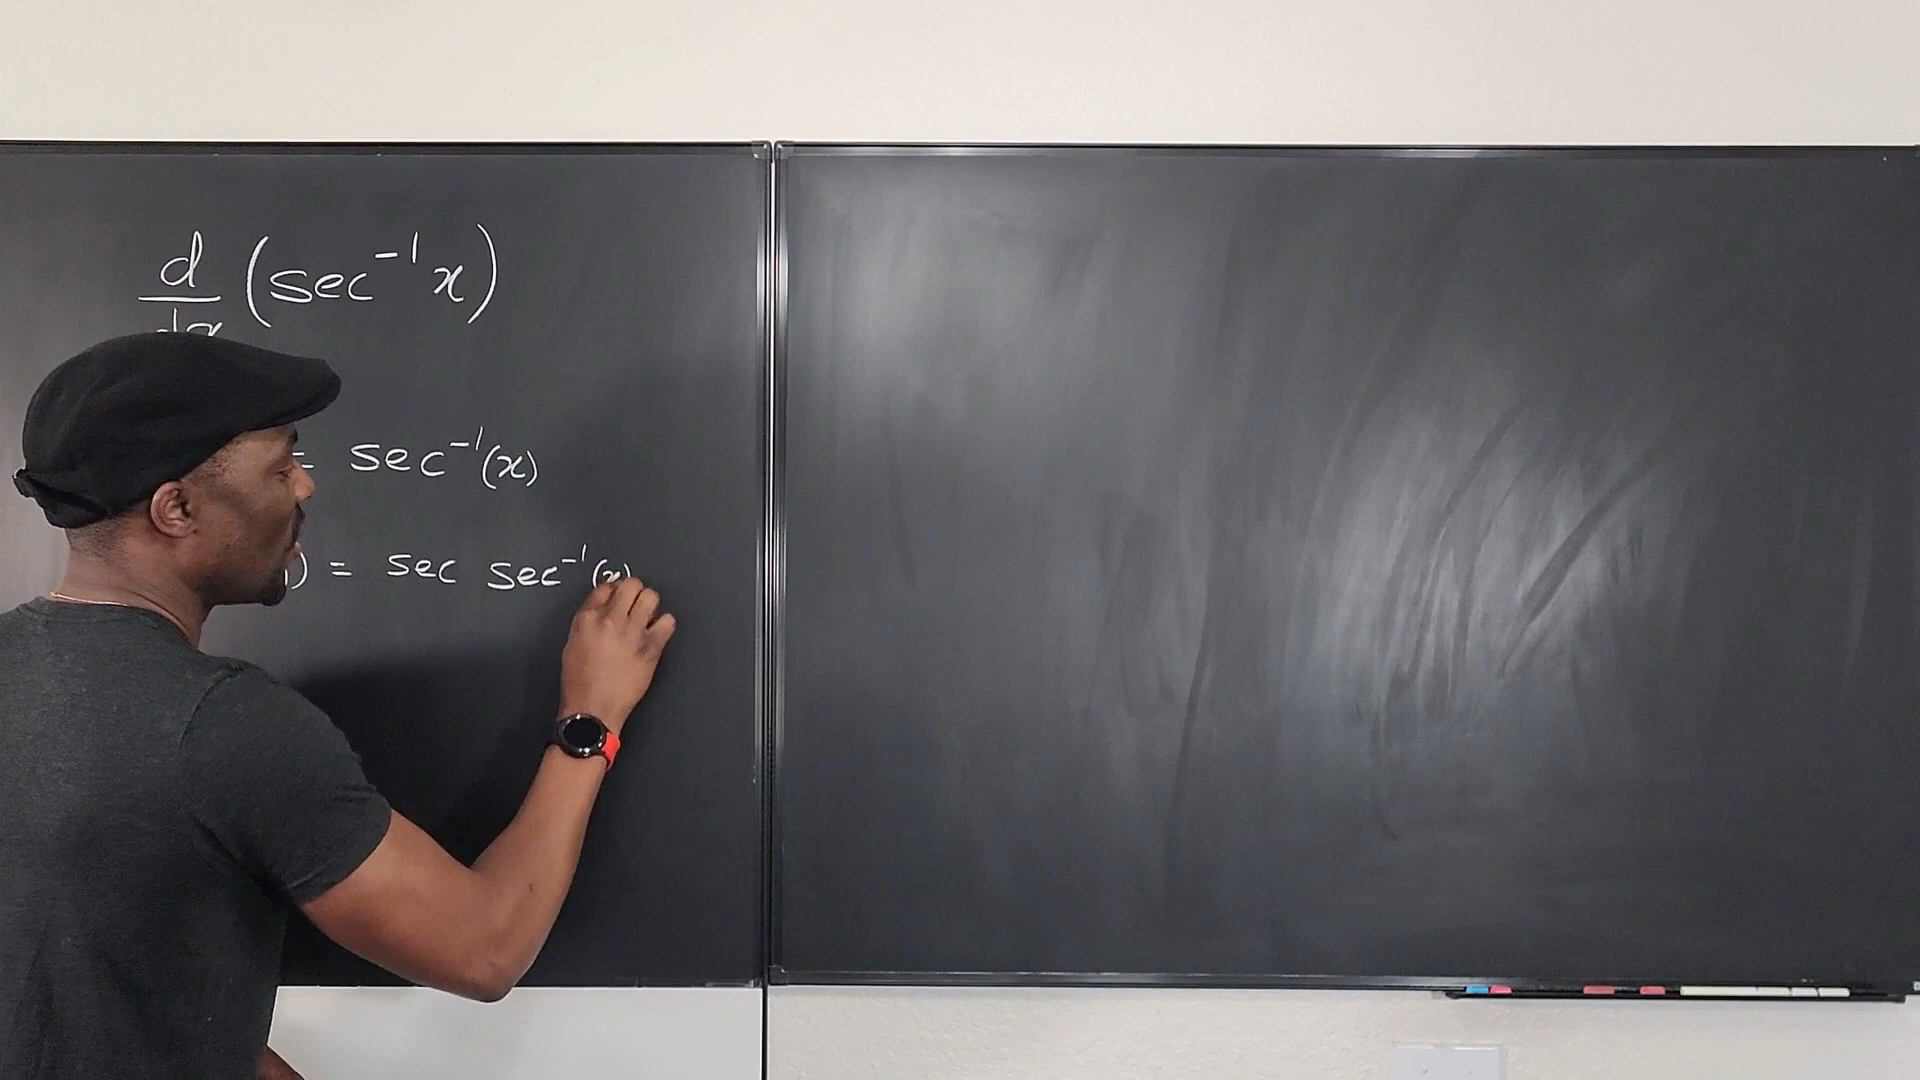 d/dx (sec⁻¹ x)
= sec⁻¹(x)
) = sec sec⁻¹(x)